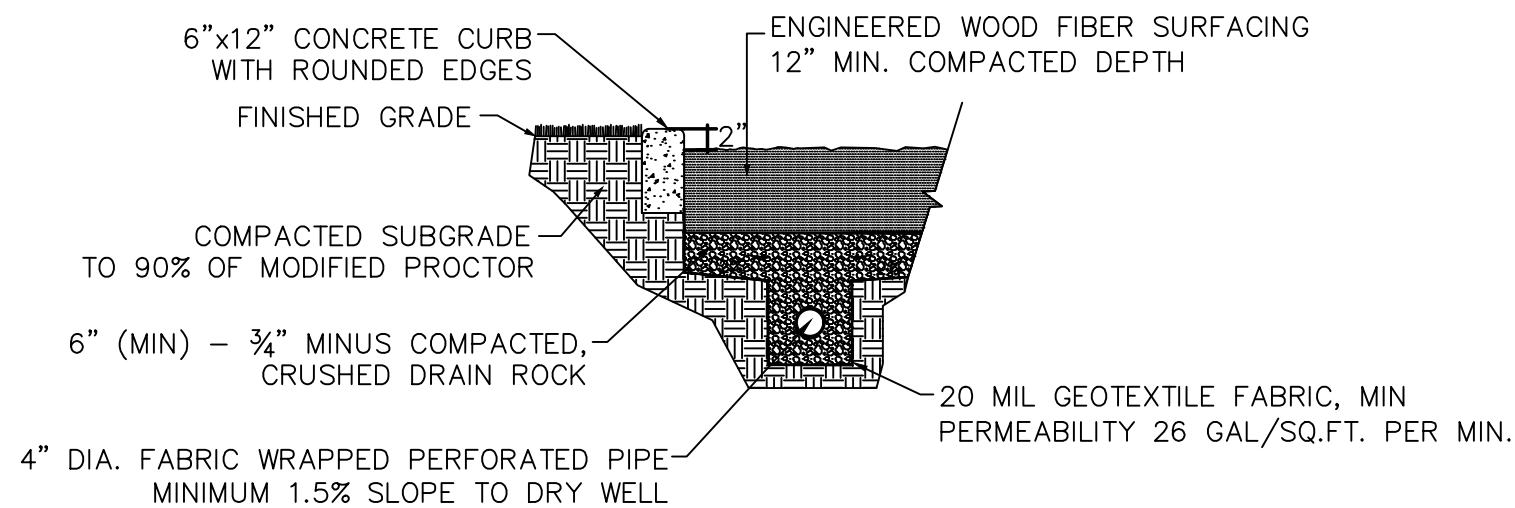 6”x12” CONCRETE CURB
WITH ROUNDED EDGES
FINISHED GRADE
ENGINEERED WOOD FIBER SURFACING
12” MIN. COMPACTED DEPTH
2”
COMPACTED SUBGRADE
TO 90% OF MODIFIED PROCTOR
6” (MIN) – ¾” MINUS COMPACTED,
CRUSHED DRAIN ROCK
20 MIL GEOTEXTILE FABRIC, MIN
PERMEABILITY 26 GAL/SQ.FT. PER MIN.
4” DIA. FABRIC WRAPPED PERFORATED PIPE
MINIMUM 1.5% SLOPE TO DRY WELL